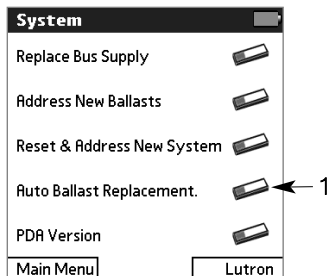 System
Replace Bus Supply
Address New Ballasts
Reset & Address New System
Auto Ballast Replacement.
1
PDA Version
Main Menu
Lutron